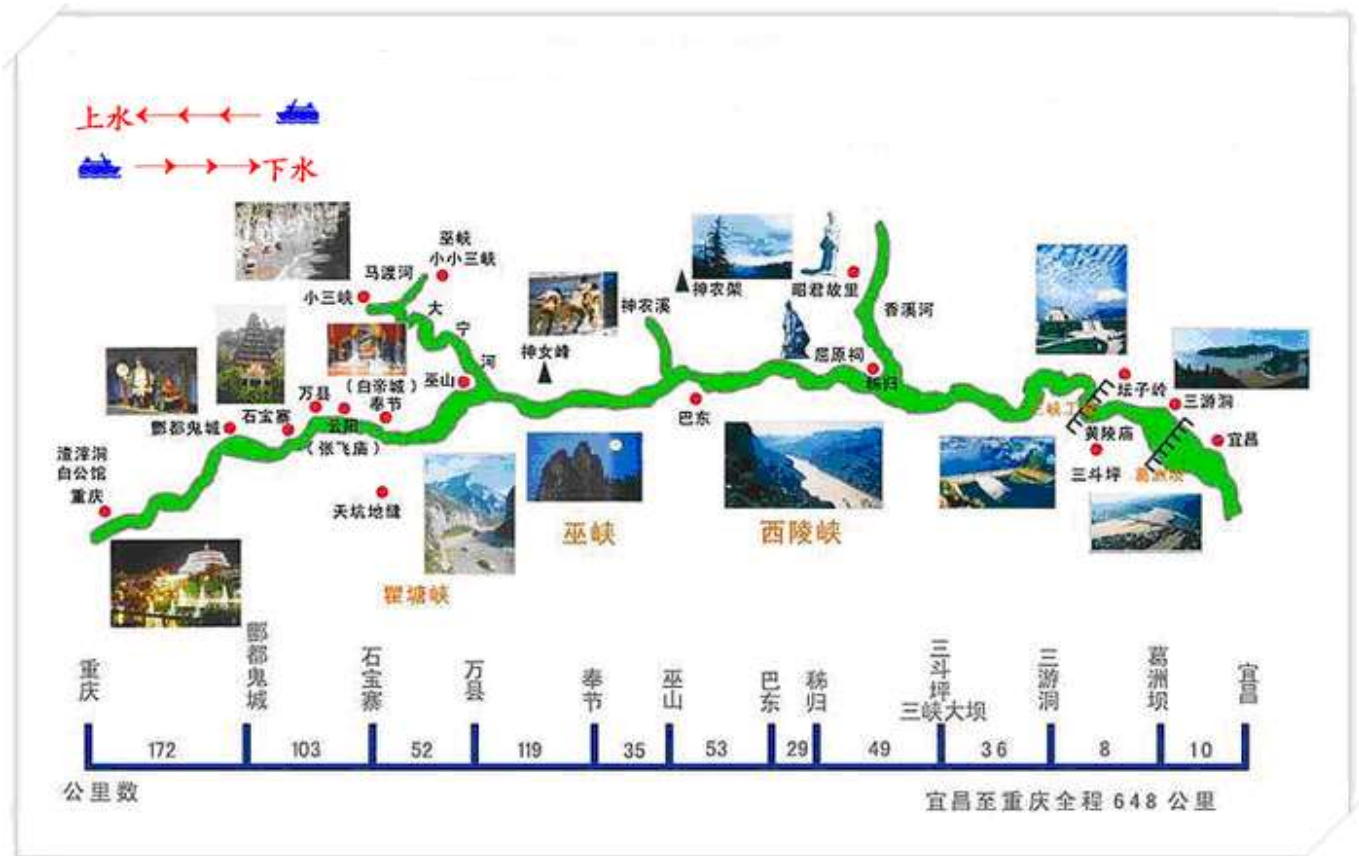 上水
下水
巫峡
小小三峡
马渡河
小三峡
大
宁
河
神农架
昭君故里
神农溪
香溪河
神女峰
屈原祠
坛子岭
巫山
(白帝城)
秭归
万县
奉节
三峡工
三游洞
石宝寨
云阳
巴东
酆都鬼城
黄陵庙
宜昌
(张飞庙)
渣滓洞
白公馆
三斗坪
葛洲坝
重庆
天坑地缝
巫峡
西陵峡
瞿塘峡
重庆
酆都鬼城
石宝寨
万县
奉节
巫山
巴东
秭归
三斗坪
三峡大坝
三游洞
葛洲坝
宜昌
172
103
52
119
35
53
29
49
36
8
10
公里数
宜昌至重庆全程 648 公里